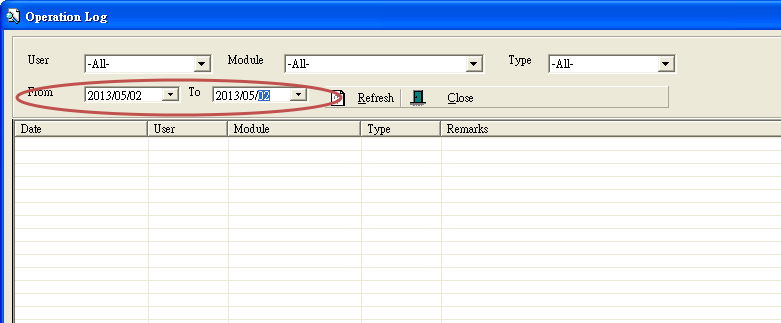 Operation Log
User -All- Module -All- Type -All-
From 2013/05/02 To 2013/05/02 Refresh Close
Date User Module Type Remarks